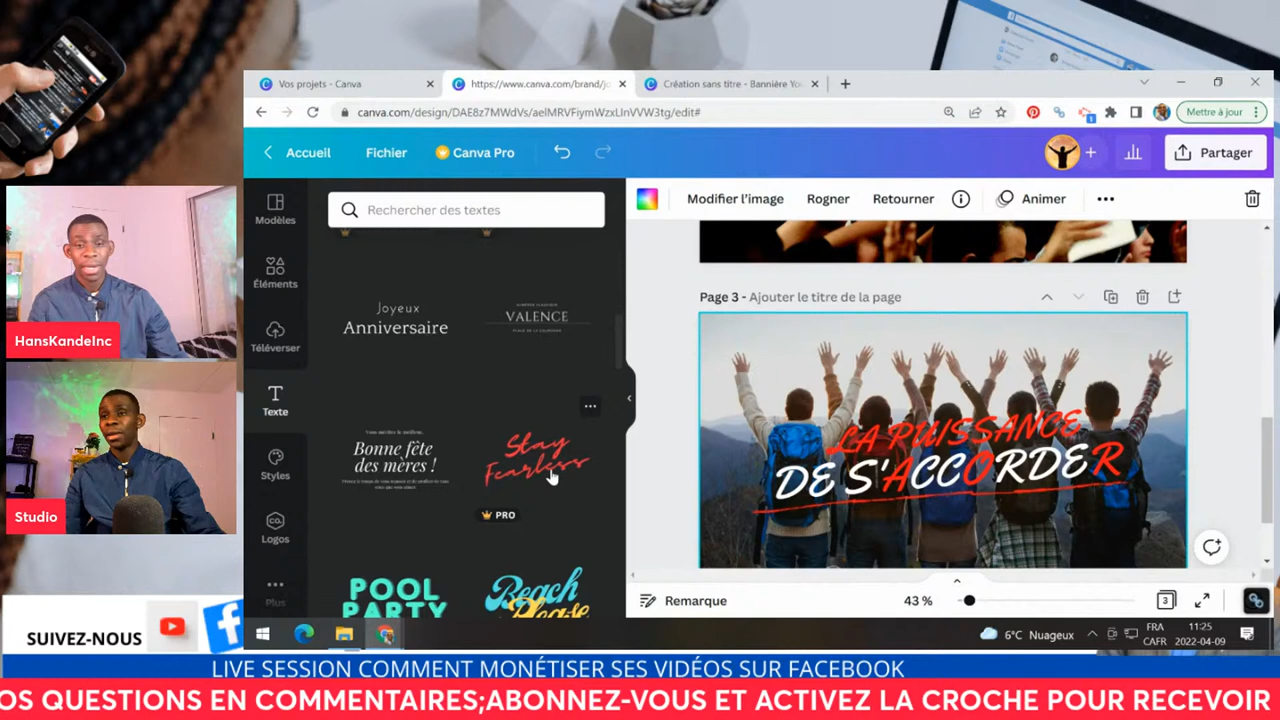 Vos projets - Canva
https://www.canva.com/brand/jo
Création sans titre - Bannière You
canva.com/design/DAE8z7MWdVs/aeIMRVFiymWzxLInVVW3tg/edit#
Mettre à jour
Accueil
Fichier
Canva Pro
Partager
Modèles
Éléments
Téléverser
Texte
Styles
CO.
Logos
Plus
Rechercher des textes
Modifier l'image
Rogner
Retourner
Animer
Joyeux
Anniversaire
VALENCE
Bonne fête
des mères !
Stay
Fearless
PRO
POOL
PARTY
Beach
Please
Page 3 - Ajouter le titre de la page
LA PUISSANCE
DE S'ACCORDER
Remarque
43 %
3
6°C Nuageux
FRA
CAFR
11:25
2022-04-09
HansKandeInc
Studio
SUIVEZ-NOUS
LIVE SESSION COMMENT MONÉTISER SES VIDÉOS SUR FACEBOOK
OS QUESTIONS EN COMMENTAIRES;ABONNEZ-VOUS ET ACTIVEZ LA CROCHE POUR RECEVOIR